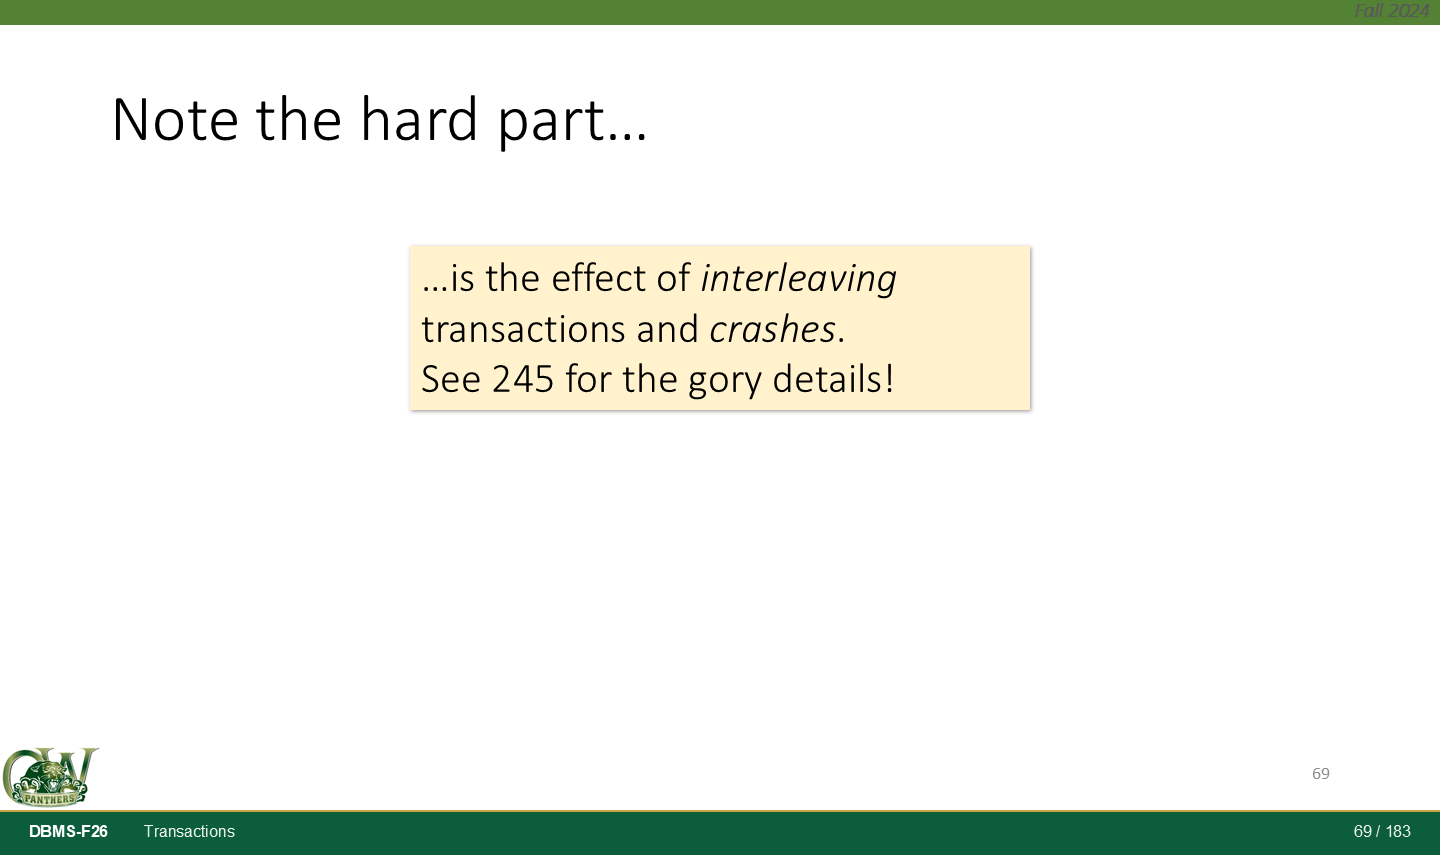 Fall 2024
Note the hard part…
…is the effect of interleaving
transactions and crashes.
See 245 for the gory details!
OW
PANTHERS
69
DBMS-F26 Transactions 69 / 183